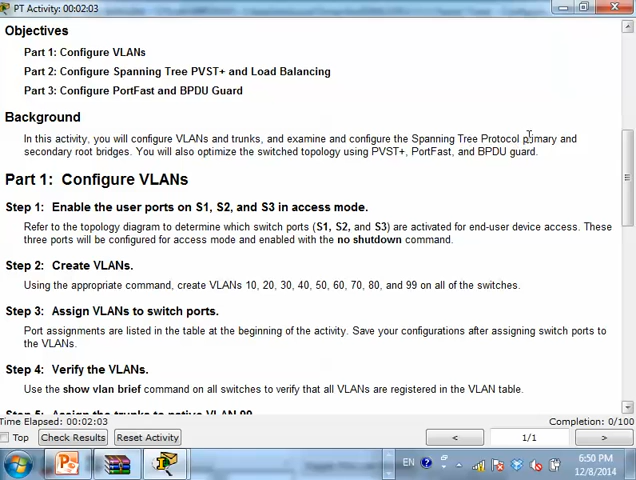 PT Activity: 00:02:03
Objectives
Part 1: Configure VLANs
Part 2: Configure Spanning Tree PVST+ and Load Balancing
Part 3: Configure PortFast and BPDU Guard
Background
In this activity, you will configure VLANs and trunks, and examine and configure the Spanning Tree Protocol primary and
secondary root bridges. You will also optimize the switched topology using PVST+, PortFast, and BPDU guard.
Part 1: Configure VLANs
Step 1: Enable the user ports on S1, S2, and S3 in access mode.
Refer to the topology diagram to determine which switch ports (S1, S2, and S3) are activated for end-user device access. These
three ports will be configured for access mode and enabled with the no shutdown command.
Step 2: Create VLANs.
Using the appropriate command, create VLANs 10, 20, 30, 40, 50, 60, 70, 80, and 99 on all of the switches.
Step 3: Assign VLANs to switch ports.
Port assignments are listed in the table at the beginning of the activity. Save your configurations after assigning switch ports to
the VLANs.
Step 4: Verify the VLANs.
Use the show vlan brief command on all switches to verify that all VLANs are registered in the VLAN table.
Step 5: Assign the trunks to native VLAN 99.
Time Elapsed: 00:02:03
Completion: 0/100
Top
Check Results
Reset Activity
<
1/1
>
EN
6:50 PM
12/8/2014